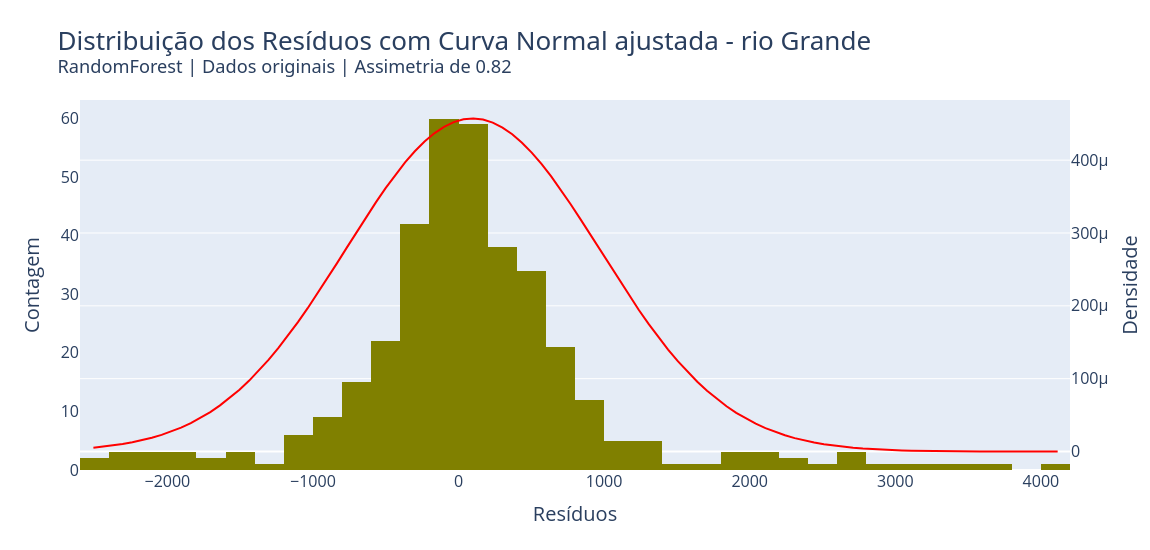 Distribuição dos Resíduos com Curva Normal ajustada - rio Grande
RandomForest | Dados originais | Assimetria de 0.82
60
50
40
30
20
10
0
Contagem
400μ
300μ
200μ
100μ
0
Densidade
−2000
−1000
0
1000
2000
3000
4000
Resíduos